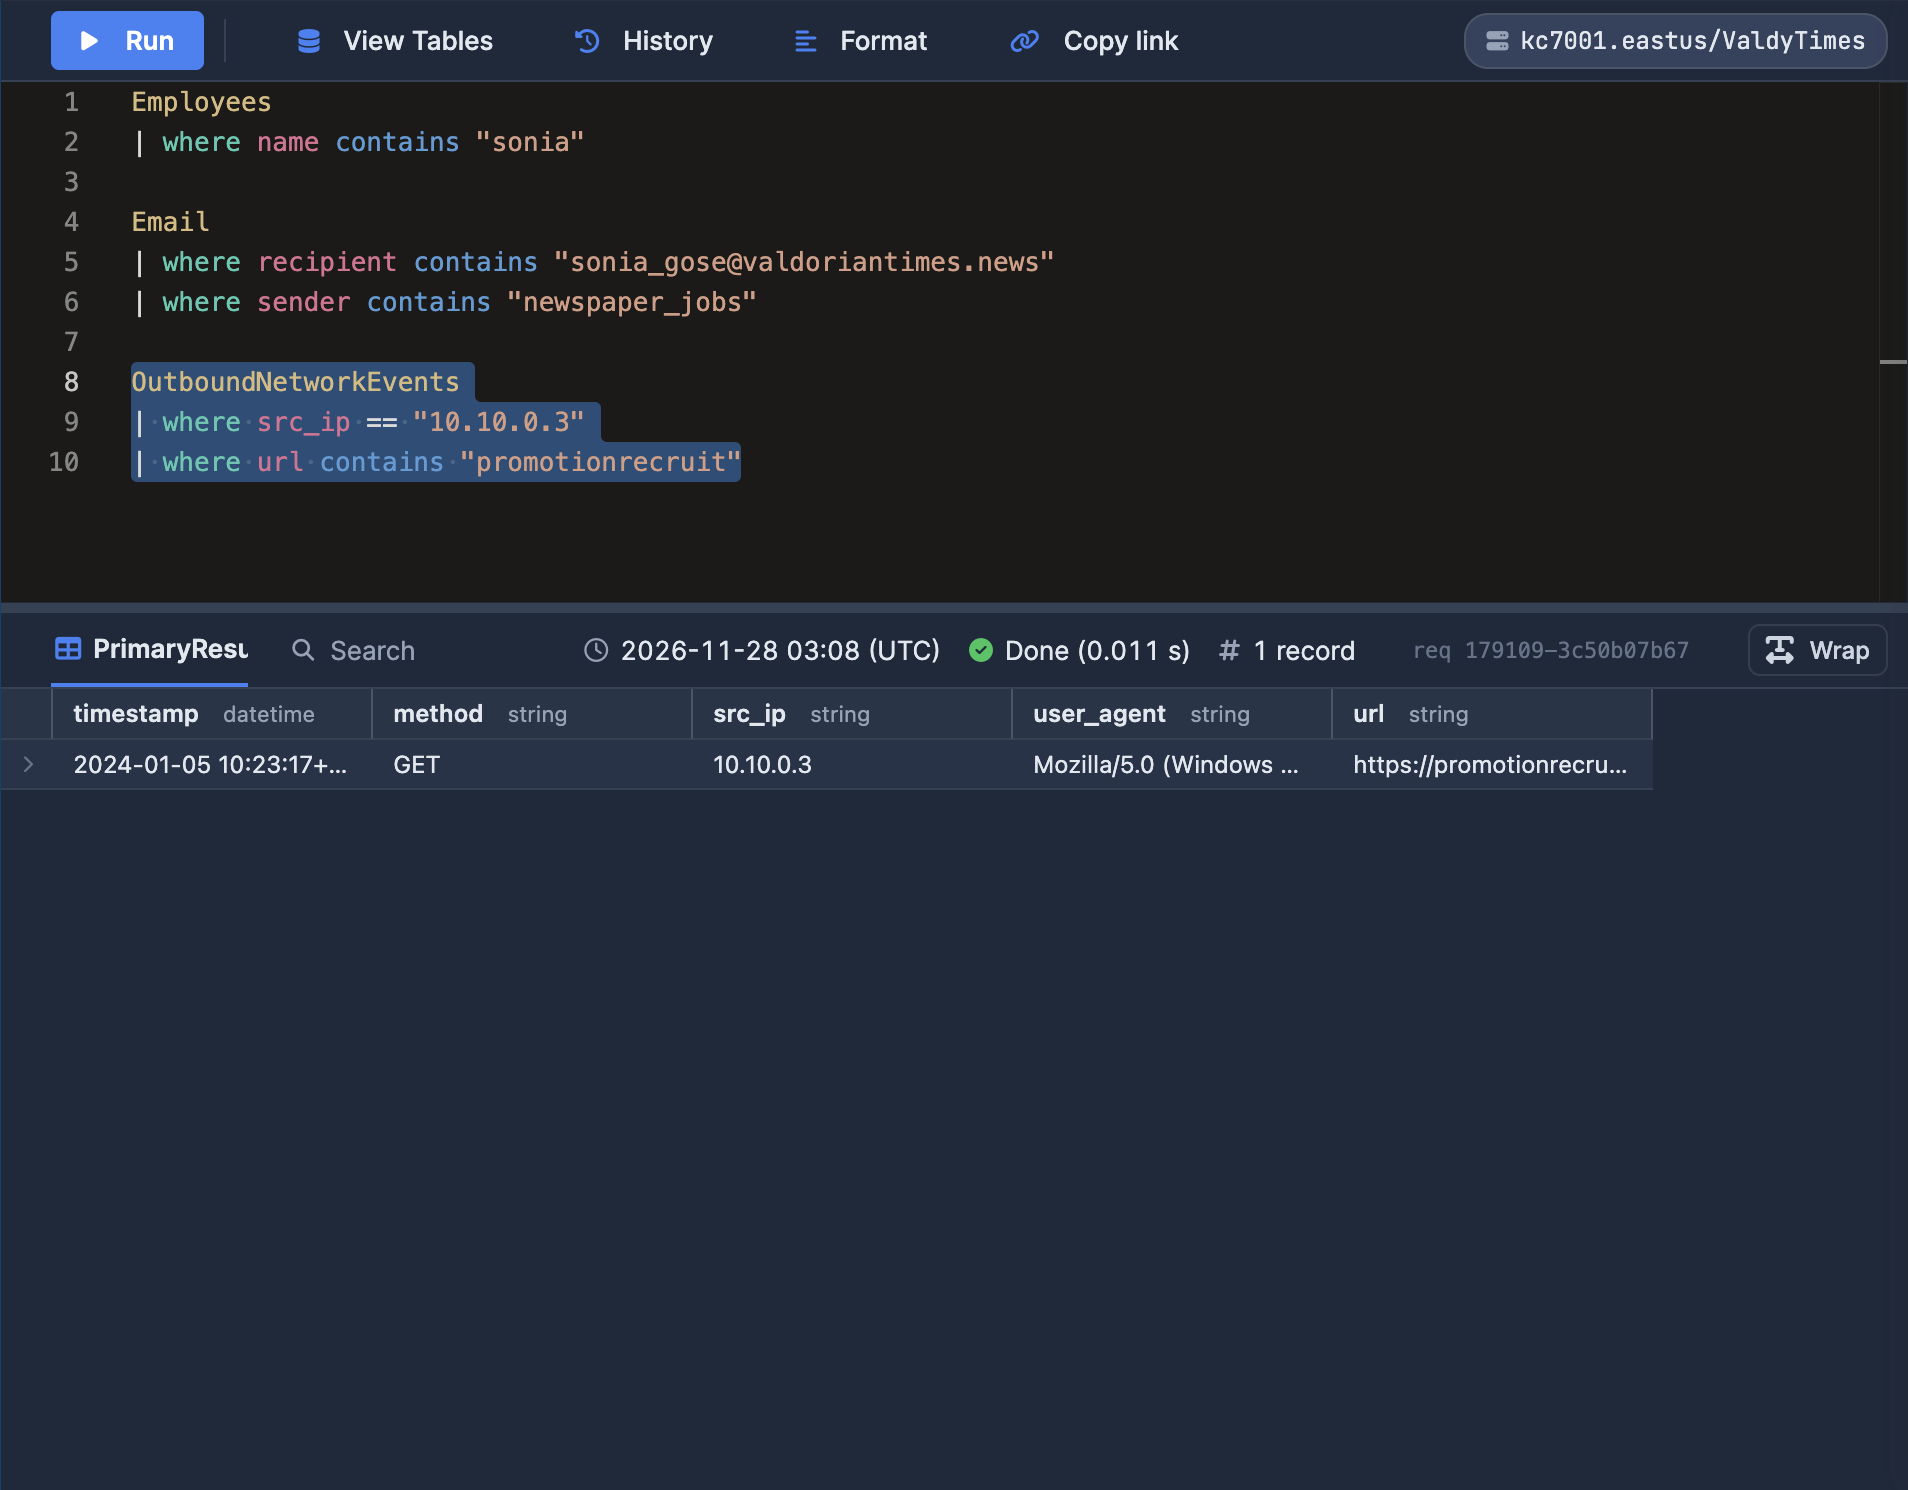 Run View Tables History Format Copy link kc7001.eastus/ValdyTimes
1 Employees
2 | where name contains "sonia"
3
4 Email
5 | where recipient contains "sonia_gose@valdoriantimes.news"
6 | where sender contains "newspaper_jobs"
7
8 OutboundNetworkEvents
9 | where src_ip == "10.10.0.3"
10 | where url contains "promotionrecruit"
PrimaryResu Search 2026-11-28 03:08 (UTC) Done (0.011 s) # 1 record req 179109-3c50b07b67 Wrap
timestamp datetime method string src_ip string user_agent string url string
2024-01-05 10:23:17+... GET 10.10.0.3 Mozilla/5.0 (Windows ... https://promotionrecru...